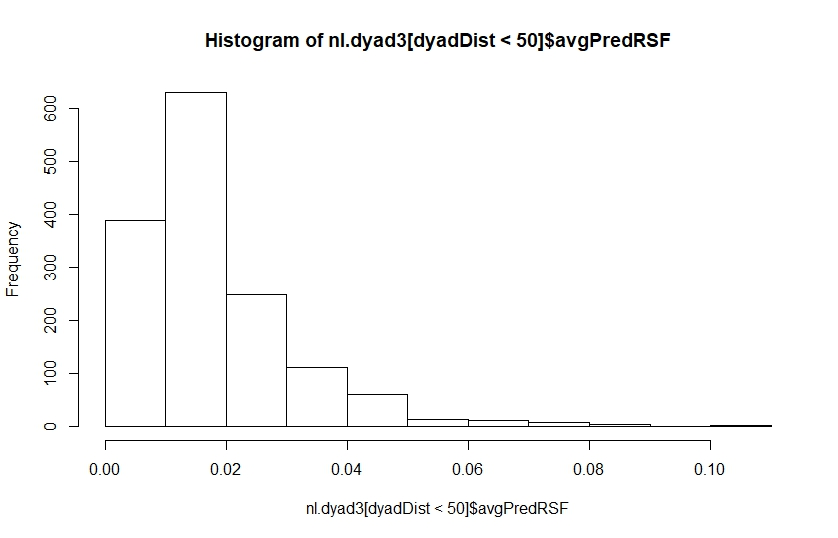 Histogram of nl.dyad3[dyadDist < 50]$avgPredRSF
Frequency
600
500
400
300
200
100
0
0.00 0.02 0.04 0.06 0.08 0.10
nl.dyad3[dyadDist < 50]$avgPredRSF